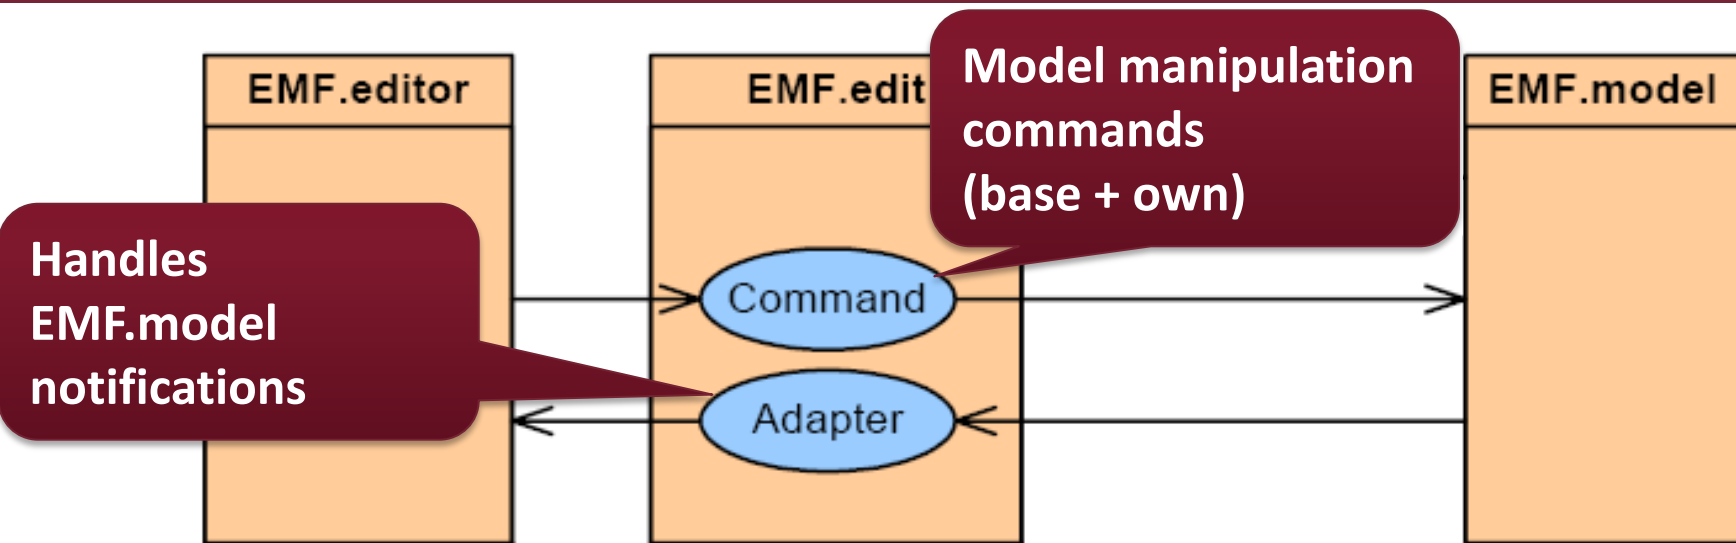 EMF.editor
EMF.edit
Model manipulation
commands
(base + own)
EMF.model
Handles
EMF.model
notifications
Command
Adapter